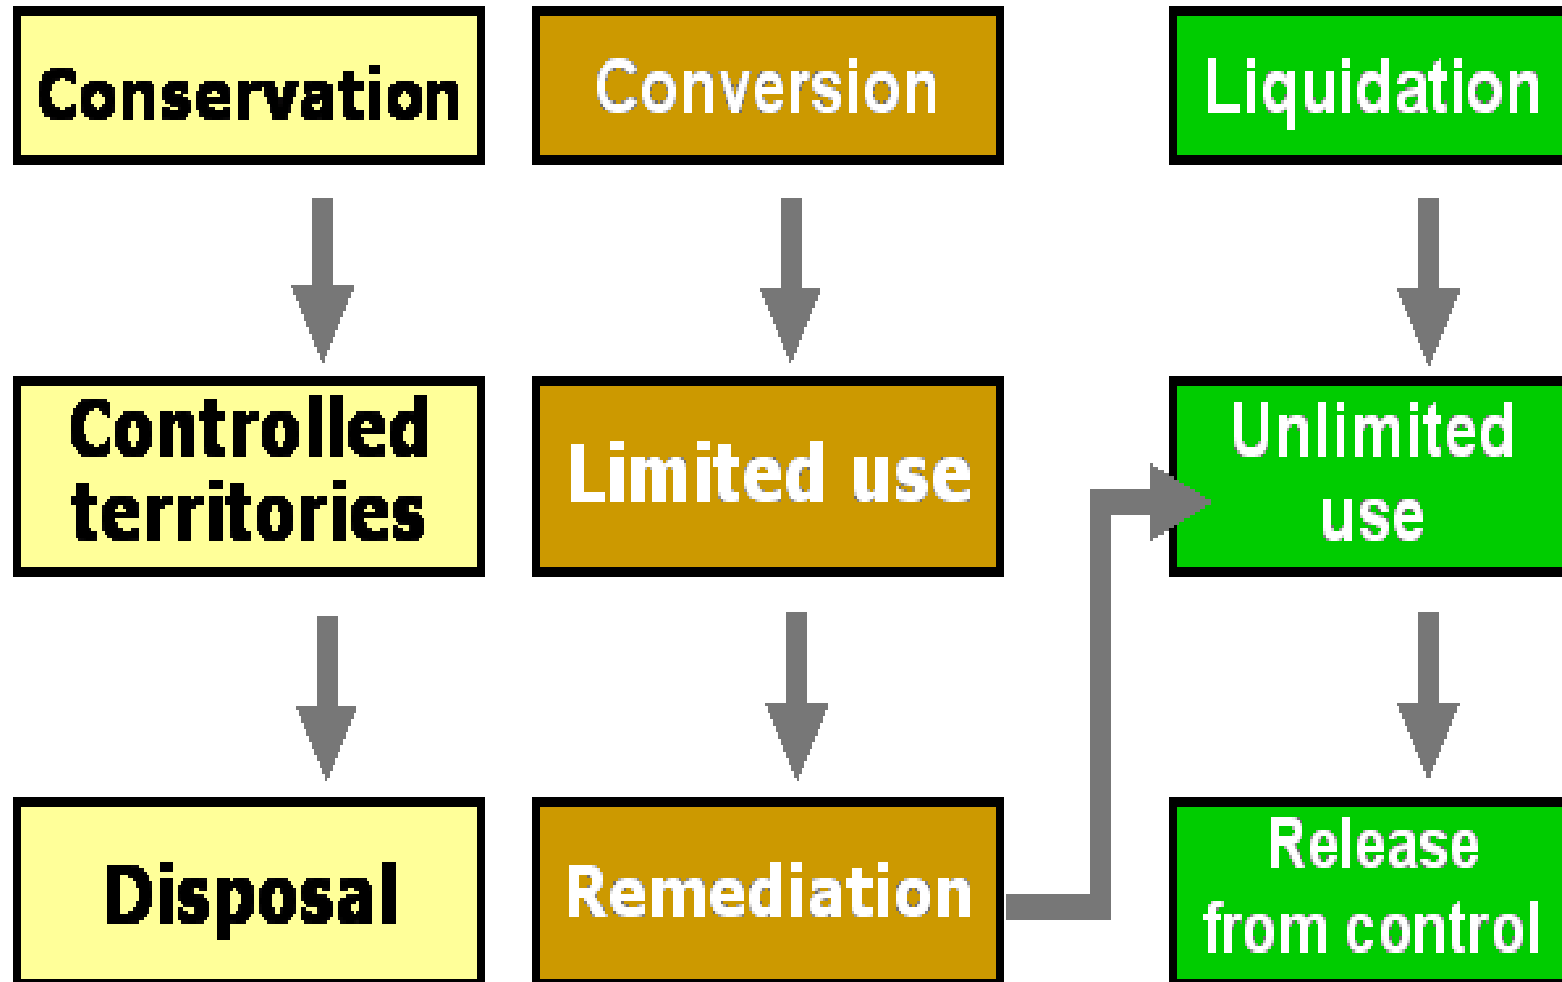 Conservation
Conversion
Liquidation
Controlled
territories
Limited use
Unlimited
use
Disposal
Remediation
Release
from control